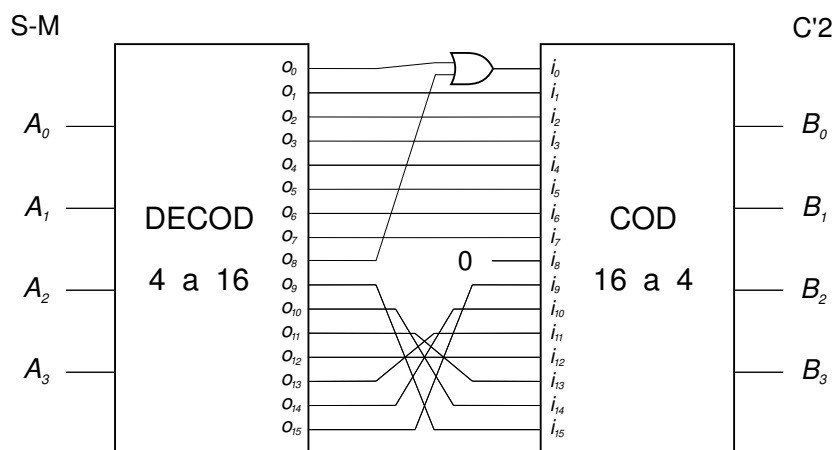 S-M C'2
o₀ i₀
o₁ i₁
A₀ o₂ i₂ B₀
o₃ i₃
o₄ i₄
o₅ i₅
A₁ DECOD o₆ i₆ COD B₁
o₇ i₇
o₈ 0 i₈
4 a 16 16 a 4
A₂ o₉ i₉ B₂
o₁₀ i₁₀
o₁₁ i₁₁
o₁₂ i₁₂
A₃ o₁₃ i₁₃ B₃
o₁₄ i₁₄
o₁₅ i₁₅